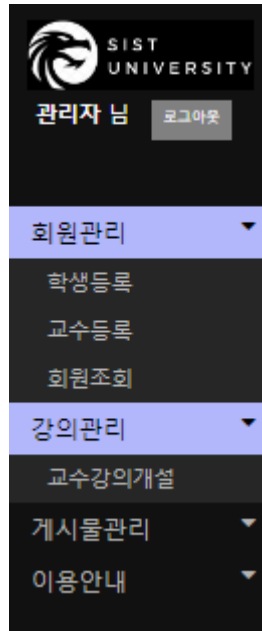 SIST
UNIVERSITY
관리자 님 로그아웃
회원관리
학생등록
교수등록
회원조회
강의관리
교수강의개설
게시물관리
이용안내